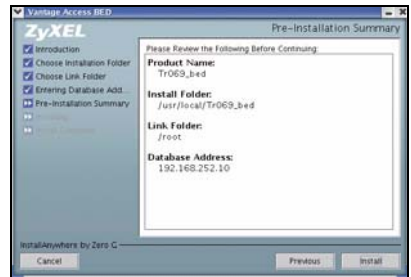 Vantage Access BED
ZyXEL
Pre-Installation Summary
Introduction
Choose Installation Folder
Choose Link Folder
Entering Database Add...
Pre-Installation Summary
Please Review the Following Before Continuing:
Product Name:
Tr069_bed
Install Folder:
/usr/local/Tr069_bed
Link Folder:
/root
Database Address:
192.168.252.10
InstallAnywhere by Zero G
Cancel
Previous
Install